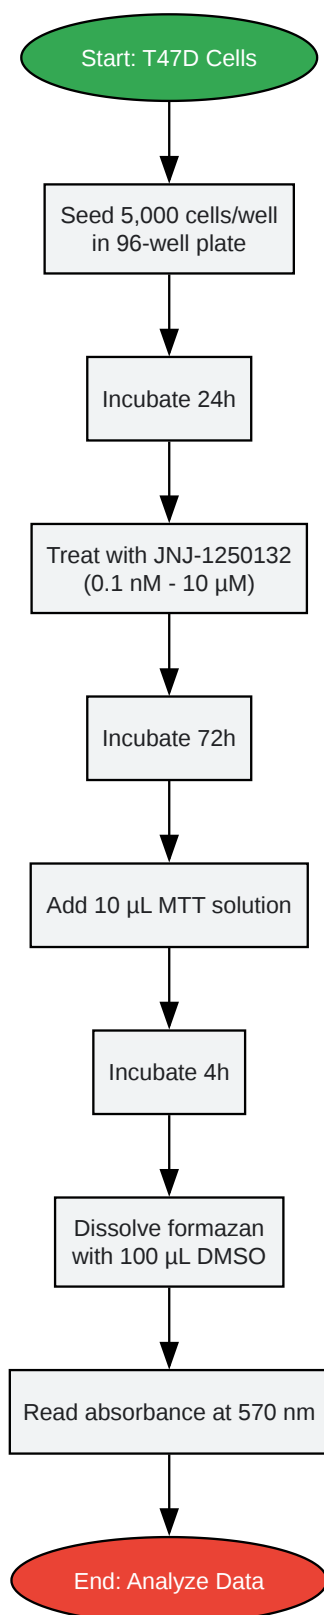 Start: T47D Cells
Seed 5,000 cells/well
in 96-well plate
Incubate 24h
Treat with JNJ-1250132
(0.1 nM - 10 µM)
Incubate 72h
Add 10 µL MTT solution
Incubate 4h
Dissolve formazan
with 100 µL DMSO
Read absorbance at 570 nm
End: Analyze Data